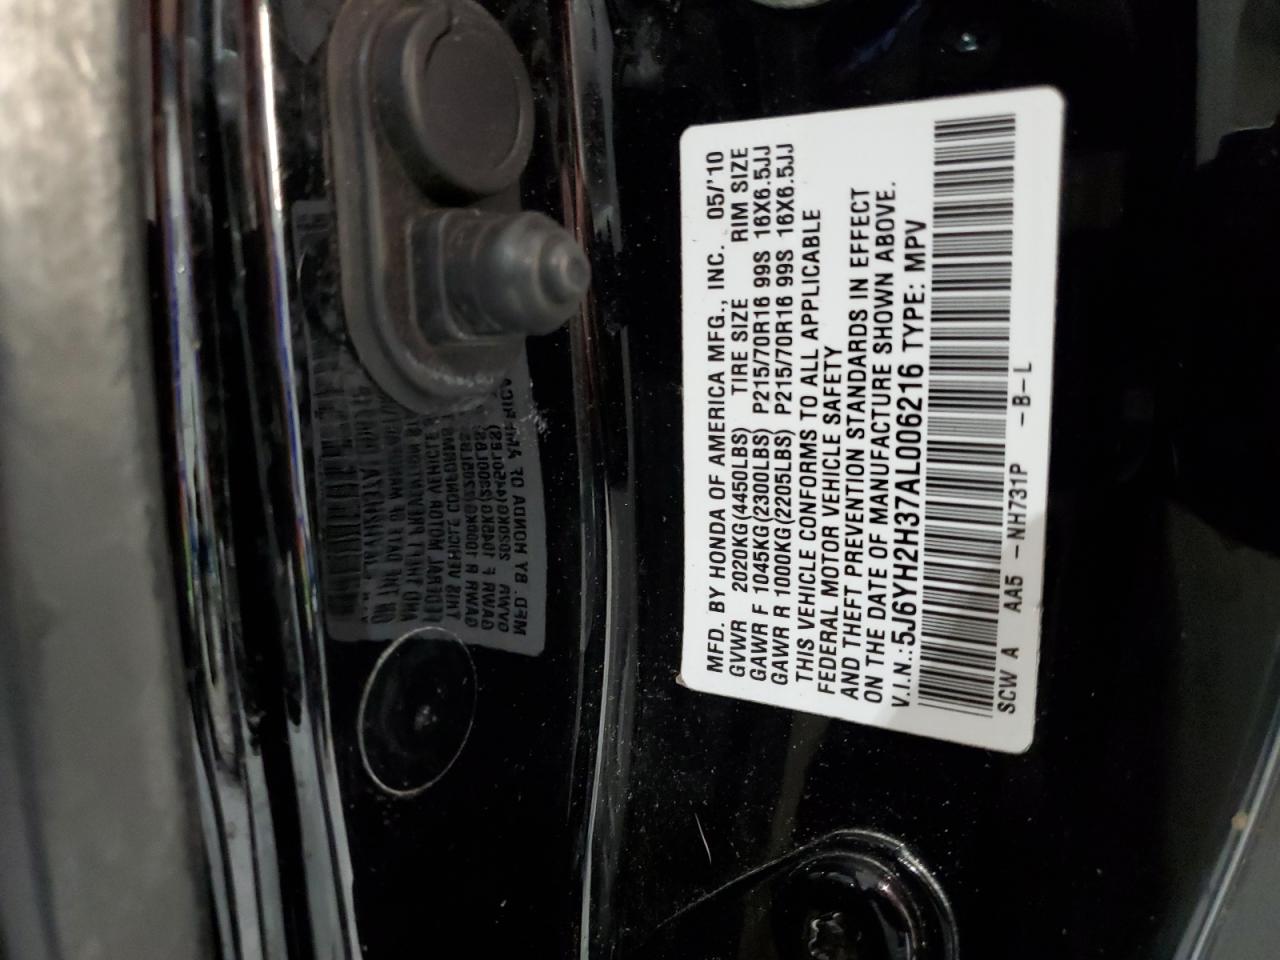 MFD. BY HONDA OF AMERICA MFG., INC. 05/'10
GVWR 2020KG(4450LBS) TIRE SIZE RIM SIZE
GAWR F 1045KG(2300LBS) P215/70R16 99S 16X6.5JJ
GAWR R 1000KG(2205LBS) P215/70R16 99S 16X6.5JJ
THIS VEHICLE CONFORMS TO ALL APPLICABLE
FEDERAL MOTOR VEHICLE SAFETY
AND THEFT PREVENTION STANDARDS IN EFFECT
ON THE DATE OF MANUFACTURE SHOWN ABOVE.
V.I.N.:5J6YH2H37AL006216 TYPE: MPV
SCW A AA5 -NH731P -B-L